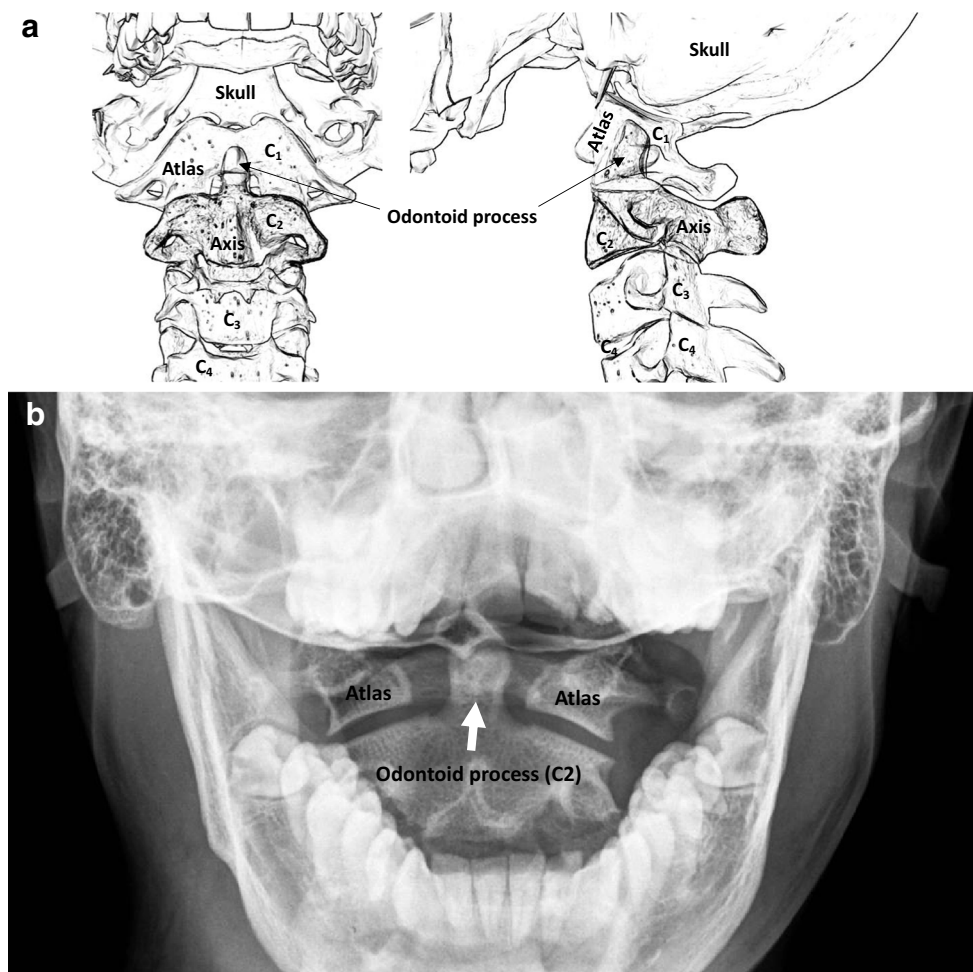 a
Skull
Skull
Atlas
C1
Atlas
C1
Odontoid process
C2
Axis
C2
Axis
C3
C3
C4
C4
C4
b
Atlas
Atlas
Odontoid process (C2)